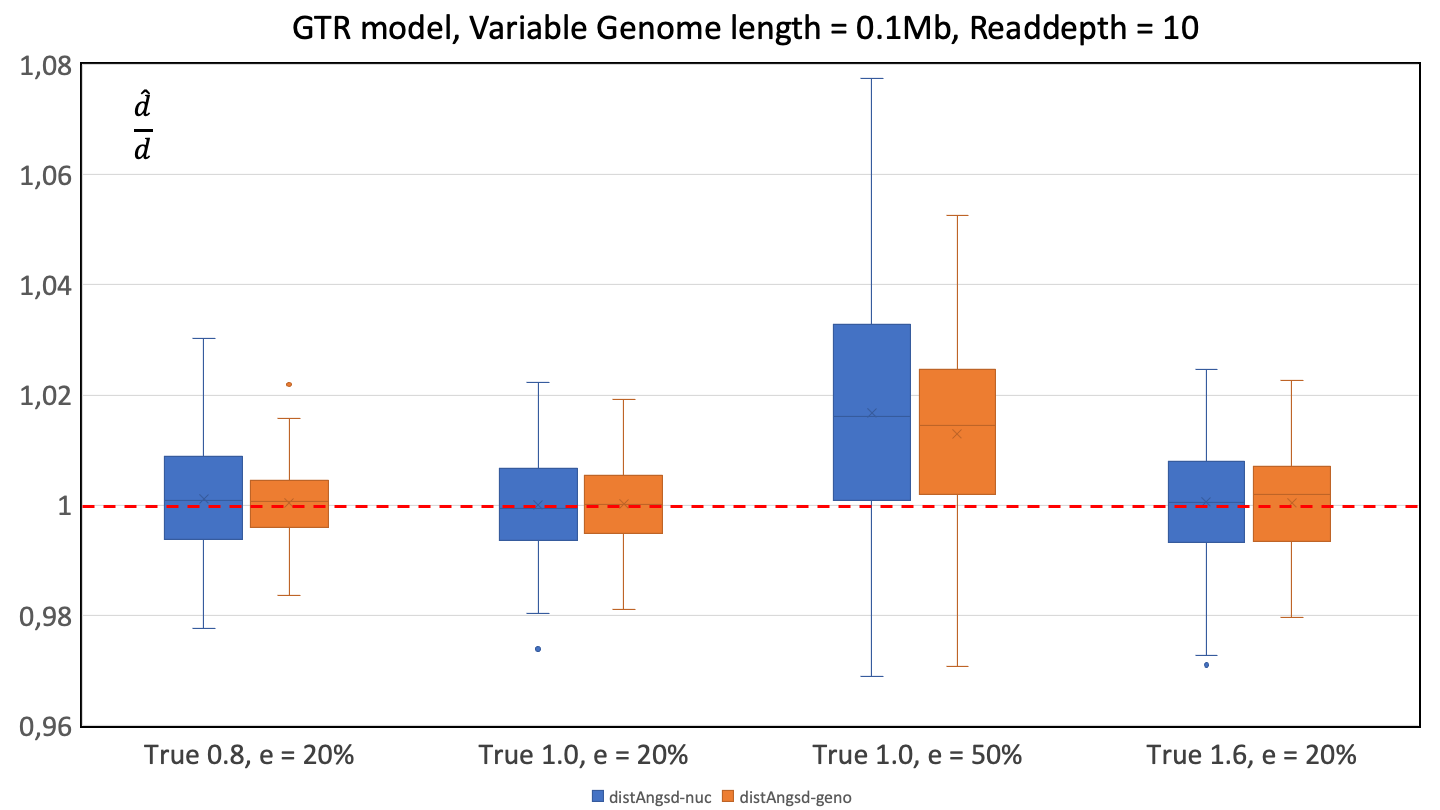 GTR model, Variable Genome length = 0.1Mb, Readdepth = 10
1,08
d̂
d
1,06
1,04
1,02
1
0,98
0,96
True 0.8, e = 20% True 1.0, e = 20% True 1.0, e = 50% True 1.6, e = 20%
distAngsd-nuc distAngsd-geno